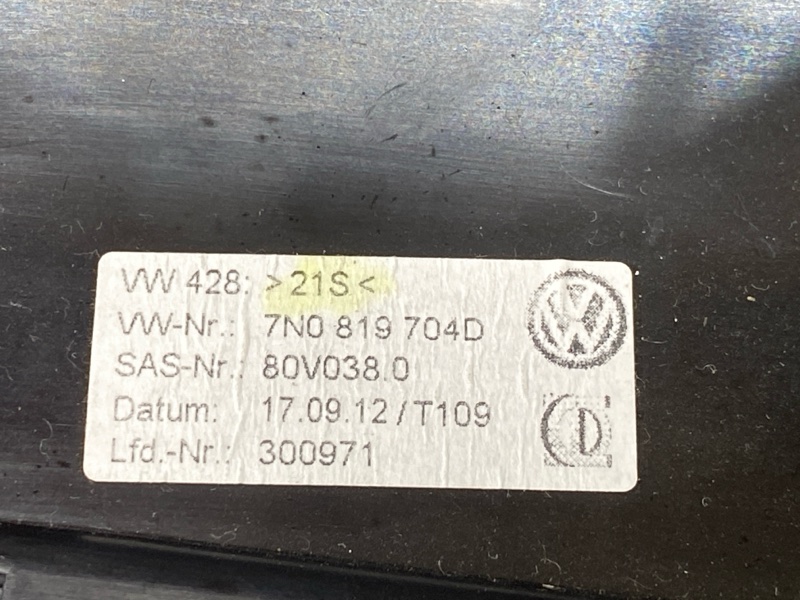 VW 428: >21S<
VW-Nr.: 7N0 819 704D
SAS-Nr.: 80V038.0
Datum: 17.09.12/T109
Lfd.-Nr.: 300971